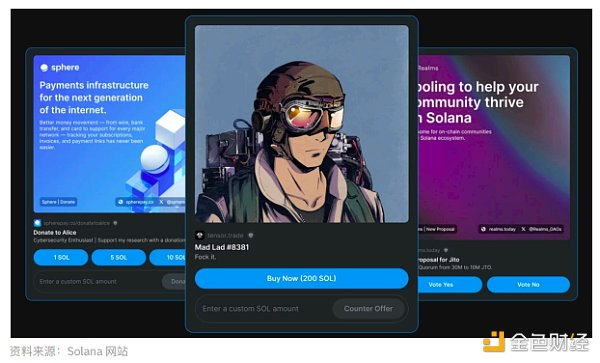 sphere
Payments infrastructure
for the next generation
of the internet.
Better money movement — from wire, bank
transfer, and card to support for every major
network — tracking your subscriptions,
invoices, and payment links has never been
easier.
Sphere | Donate
spherepay.co
@spherepay
spherepay.co/donate/oalice
Donate to Alice
Cybersecurity Enthusiast | Support my research with a donation
1 SOL
5 SOL
10 SOL
Enter a custom SOL amount
Dona
tensor.trade
Mad Lad #8381
Fock it.
Buy Now (200 SOL)
Enter a custom SOL amount
Counter Offer
Realms
ooling to help your
ommunity thrive
n Solana
ome for on-chain communities
Solana ecosystem.
| New Proposal
realms.today
@Realms_DAOs
s.today
roposal for Jito
Quorum from 30M to 10M JTO.
Vote Yes
Vote No
金色财经
资料来源：Solana 网站